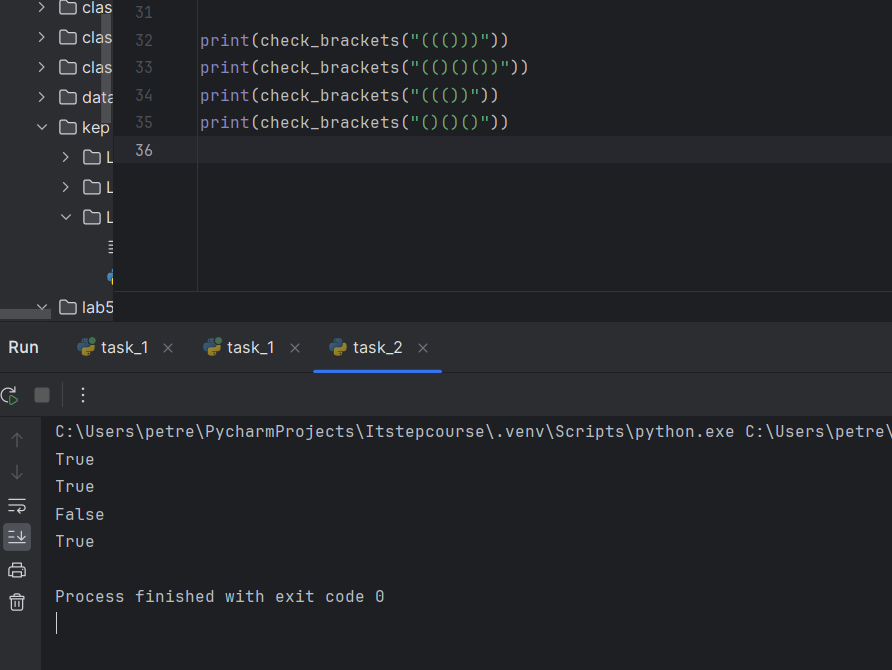 clas
31
clas
32 print(check_brackets("((()))"))
clas
33 print(check_brackets("(()()())"))
data
34 print(check_brackets("((())"))
kep
35 print(check_brackets("()()()"))
36
L
L
L
lab5
Run task_1 task_1 task_2
C:\Users\petre\PycharmProjects\Itstepcourse\.venv\Scripts\python.exe C:\Users\petre\
True
True
False
True
Process finished with exit code 0